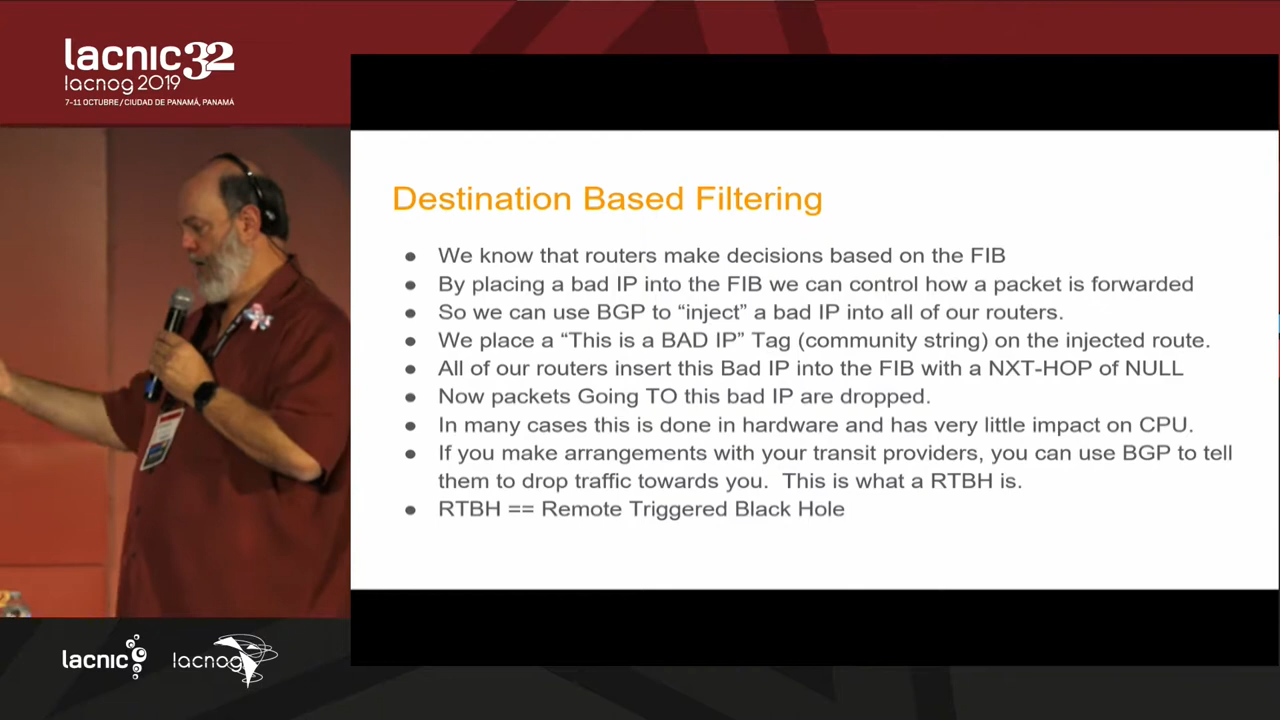 lacnic32
lacnog 2019
7-11 OCTUBRE / CIUDAD DE PANAMÁ, PANAMÁ
Destination Based Filtering
● We know that routers make decisions based on the FIB
● By placing a bad IP into the FIB we can control how a packet is forwarded
● So we can use BGP to “inject” a bad IP into all of our routers.
● We place a “This is a BAD IP” Tag (community string) on the injected route.
● All of our routers insert this Bad IP into the FIB with a NXT-HOP of NULL
● Now packets Going TO this bad IP are dropped.
● In many cases this is done in hardware and has very little impact on CPU.
● If you make arrangements with your transit providers, you can use BGP to tell
them to drop traffic towards you.  This is what a RTBH is.
● RTBH == Remote Triggered Black Hole
lacnic
lacnog